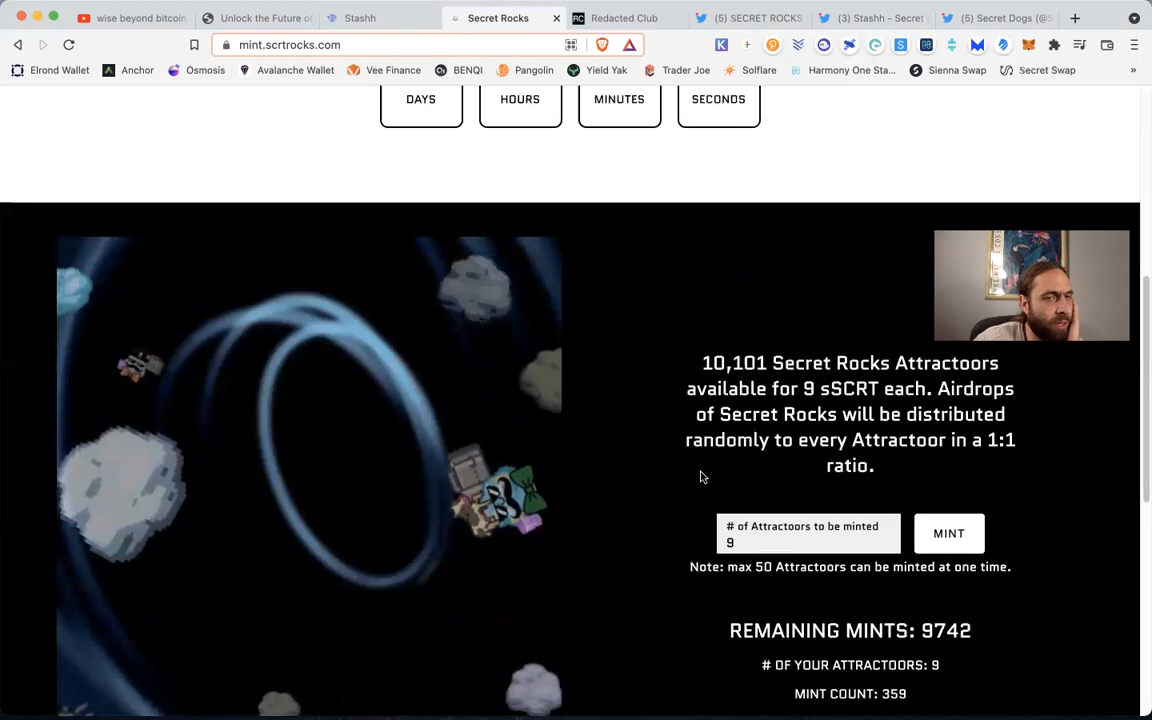 wise beyond bitcoin
Unlock the Future of
Stashh
Secret Rocks
Redacted Club
(5) SECRET ROCKS
(3) Stashh - Secret
(5) Secret Dogs (@S
mint.scrtrocks.com
Elrond Wallet
Anchor
Osmosis
Avalanche Wallet
Vee Finance
BENQI
Pangolin
Yield Yak
Trader Joe
Solflare
Harmony One Sta...
Sienna Swap
Secret Swap
DAYS
HOURS
MINUTES
SECONDS
10,101 Secret Rocks Attractoors
available for 9 sSCRT each. Airdrops
of Secret Rocks will be distributed
randomly to every Attractoor in a 1:1
ratio.
# of Attractoors to be minted
9
MINT
Note: max 50 Attractoors can be minted at one time.
REMAINING MINTS: 9742
# OF YOUR ATTRACTOORS: 9
MINT COUNT: 359